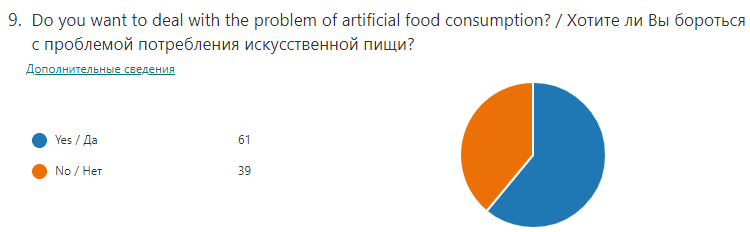 9. Do you want to deal with the problem of artificial food consumption? / Хотите ли Вы бороться
с проблемой потребления искусственной пищи?
Дополнительные сведения
Yes / Да 61
No / Нет 39